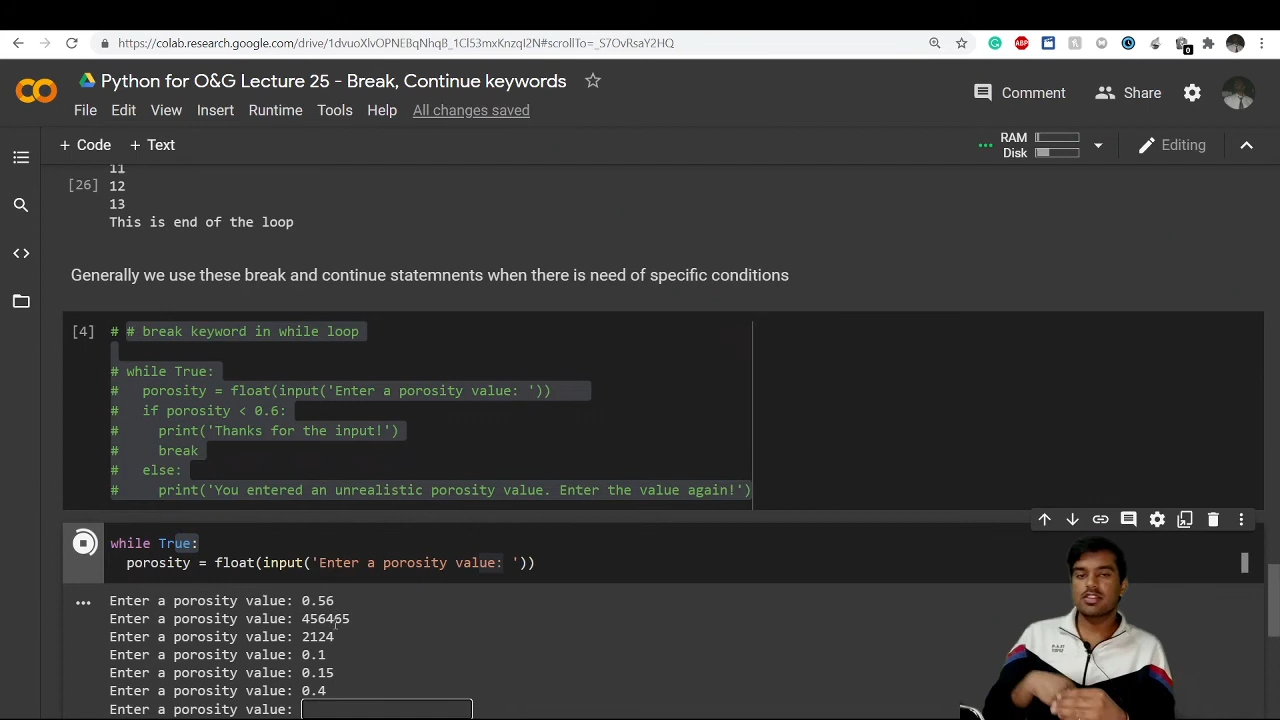 https://colab.research.google.com/drive/1dvuoXlvOPNEBqNhqB_1Cl53mxKnzqI2N#scrollTo=_S7OvRsaY2HQ
ABP
0
Python for O&G Lecture 25 - Break, Continue keywords
File Edit View Insert Runtime Tools Help All changes saved
Comment Share
+ Code + Text
RAM
Disk
Editing
11
[26] 12
13
This is end of the loop
Generally we use these break and continue statemnents when there is need of specific conditions
[4] # # break keyword in while loop
# while True:
#   porosity = float(input('Enter a porosity value: '))
#   if porosity < 0.6:
#     print('Thanks for the input!')
#     break
#   else:
#     print('You entered an unrealistic porosity value. Enter the value again!')
while True:
  porosity = float(input('Enter a porosity value: '))
Enter a porosity value: 0.56
Enter a porosity value: 456465
Enter a porosity value: 2124
Enter a porosity value: 0.1
Enter a porosity value: 0.15
Enter a porosity value: 0.4
Enter a porosity value: